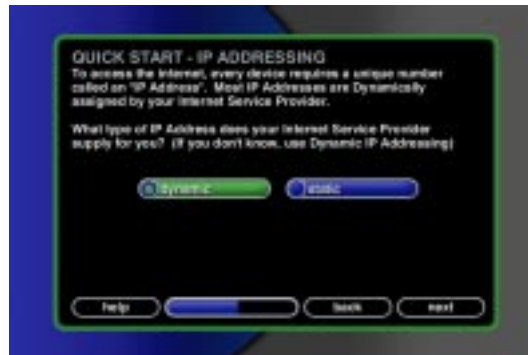 QUICK START - IP ADDRESSING
To access the Internet, every device requires a unique number
called an "IP Address". Most IP Addresses are Dynamically
assigned by your Internet Service Provider.
What type of IP Address does your Internet Service Provider
supply for you? (If you don't know, use Dynamic IP Addressing)
dynamic
static
help
back
next